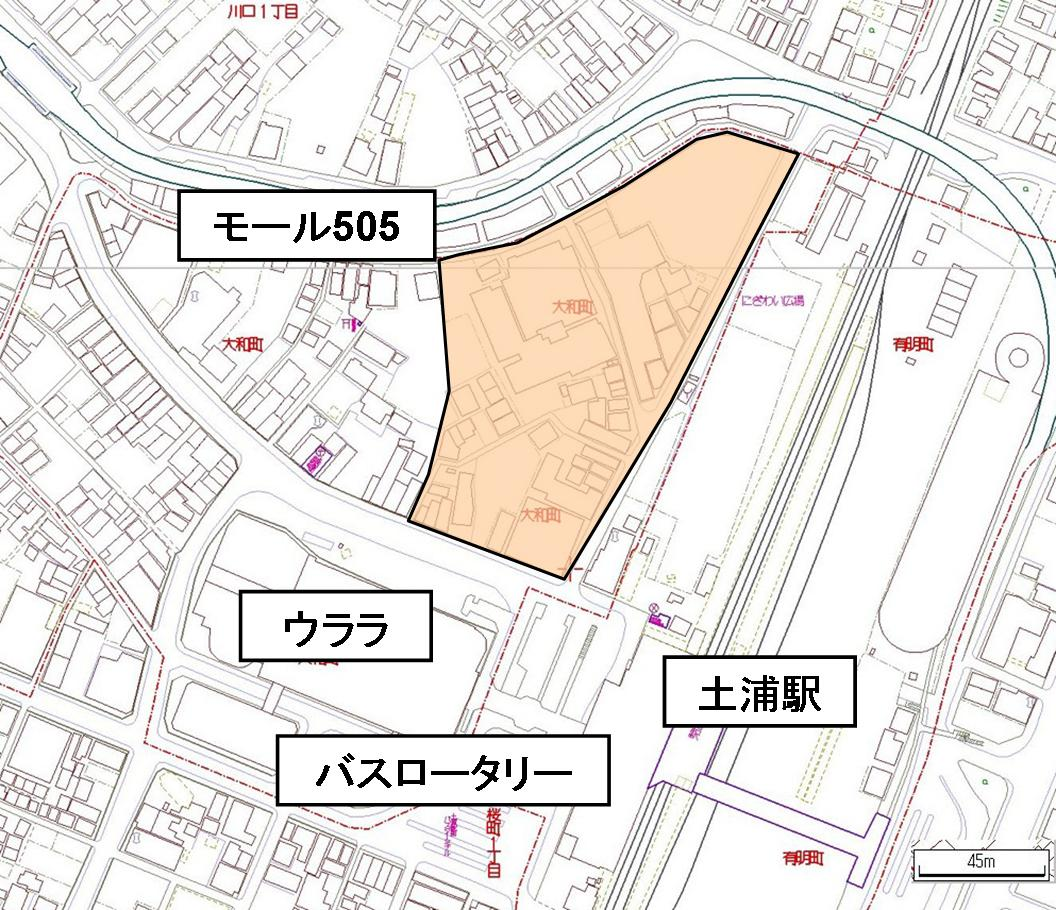 川口1丁目
モール505
大和町
にぎわい広場
大和町
有明町
大和町
ウララ
土浦駅
バスロータリー
桜町1丁目
有明町
45m